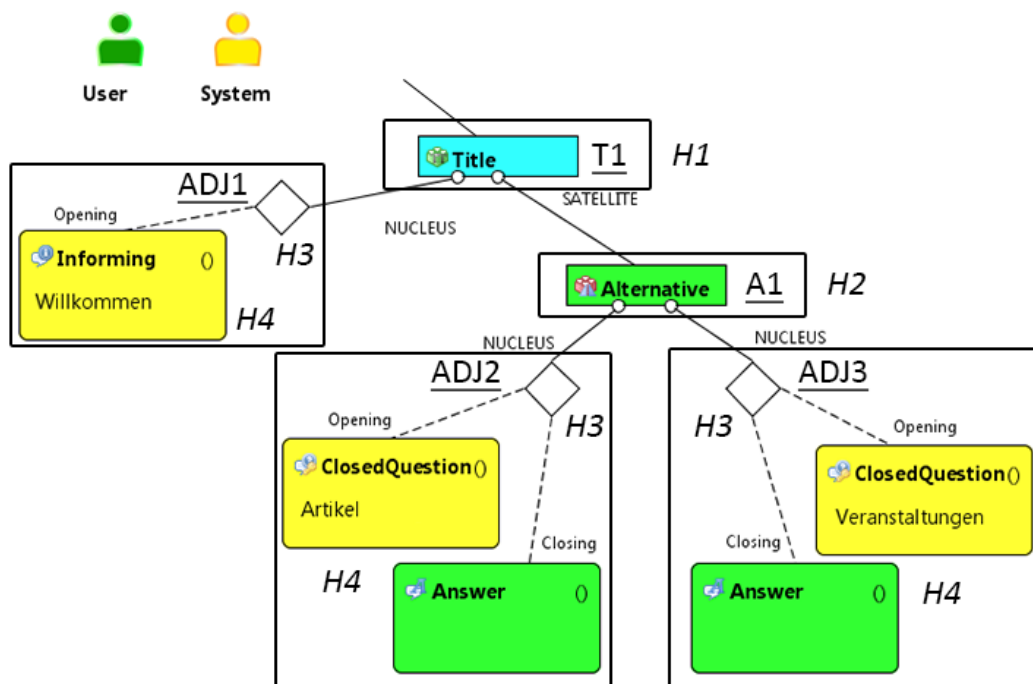 User
System
Title
T1
H1
SATELLITE
NUCLEUS
ADJ1
Opening
H3
Informing ()
Willkommen
H4
Alternative
A1
H2
NUCLEUS
NUCLEUS
ADJ2
H3
Opening
ClosedQuestion()
Artikel
Closing
H4
Answer ()
ADJ3
H3
Opening
ClosedQuestion()
Veranstaltungen
Closing
H4
Answer ()